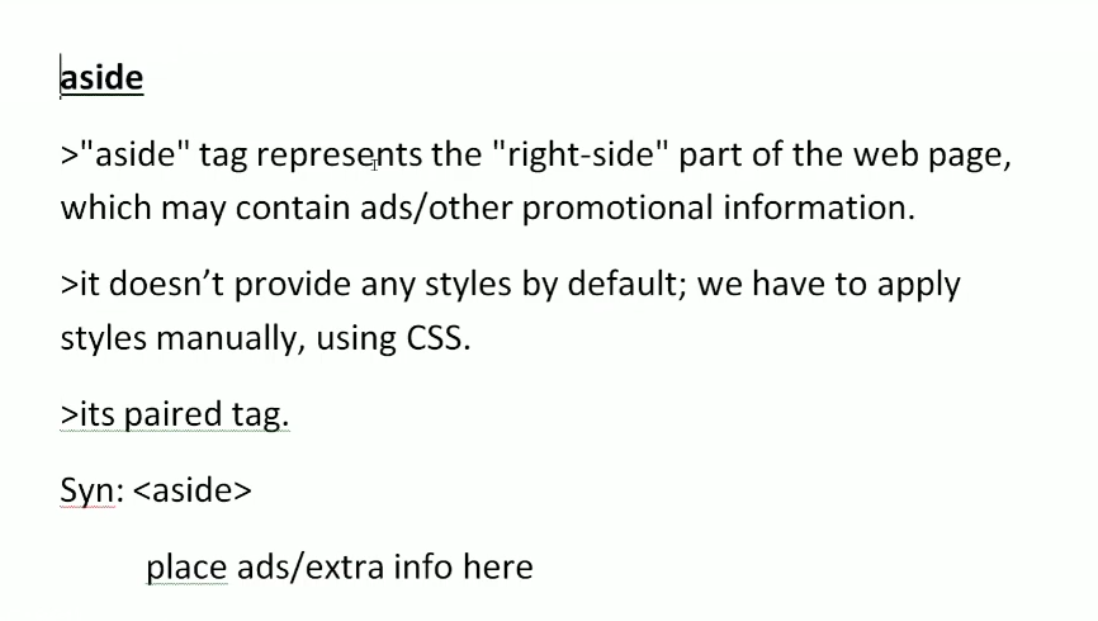 aside
>"aside" tag represents the "right-side" part of the web page,
which may contain ads/other promotional information.
>it doesn’t provide any styles by default; we have to apply
styles manually, using CSS.
>its paired tag.
Syn: <aside>
place ads/extra info here